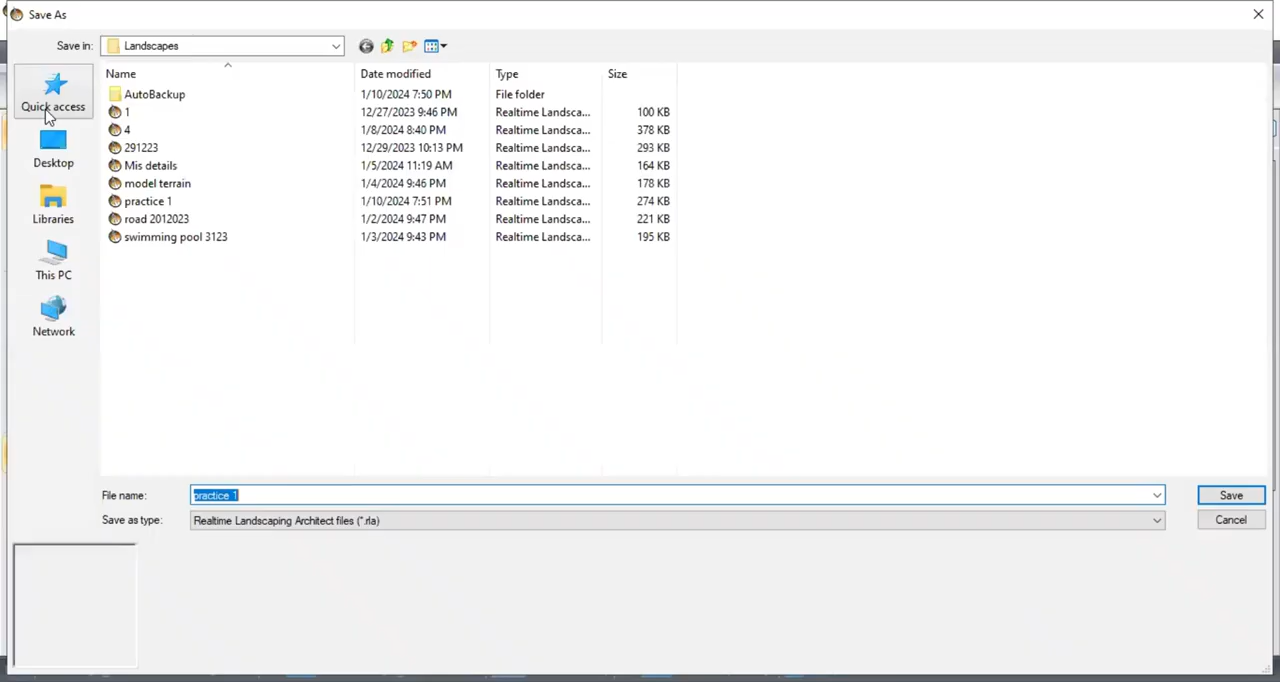 Save As
Save in: Landscapes
Quick access
Desktop
Libraries
This PC
Network
Name Date modified Type Size
AutoBackup 1/10/2024 7:50 PM File folder
1 12/27/2023 9:46 PM Realtime Landsca... 100 KB
4 1/8/2024 8:40 PM Realtime Landsca... 378 KB
291223 12/29/2023 10:13 PM Realtime Landsca... 293 KB
Mis details 1/5/2024 11:19 AM Realtime Landsca... 164 KB
model terrain 1/4/2024 9:46 PM Realtime Landsca... 178 KB
practice 1 1/10/2024 7:51 PM Realtime Landsca... 274 KB
road 2012023 1/2/2024 9:47 PM Realtime Landsca... 221 KB
swimming pool 3123 1/3/2024 9:43 PM Realtime Landsca... 195 KB
File name: practice 1 Save
Save as type: Realtime Landscaping Architect files (*.rla) Cancel